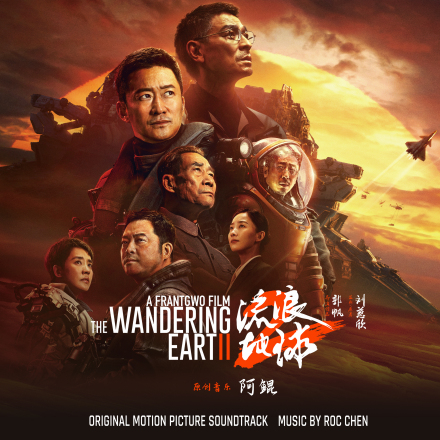 A FRANTGWO FILM
THE WANDERING
EARTH II
流浪
地球
郭帆
刘慈欣
原创音乐 阿鲲
ORIGINAL MOTION PICTURE SOUNDTRACK MUSIC BY ROC CHEN